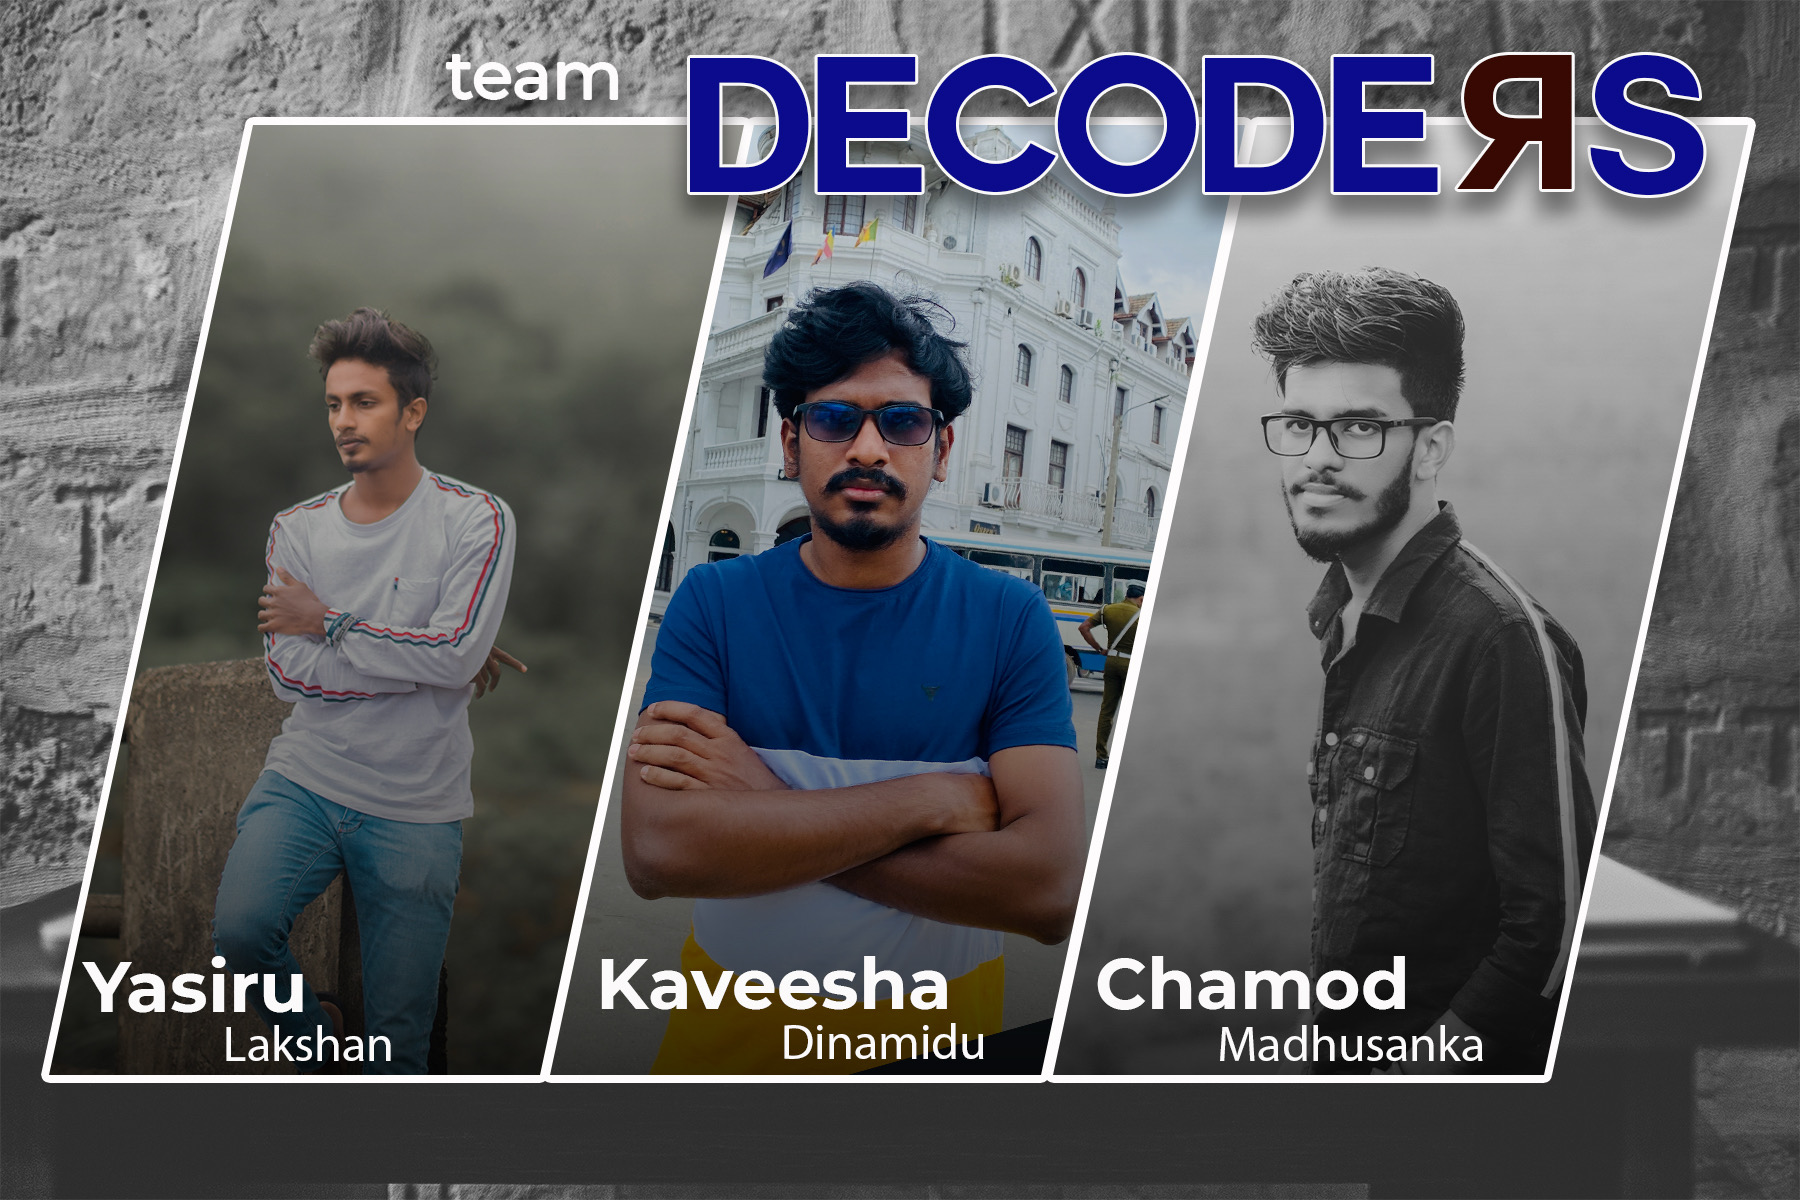 team
DECODEЯS
Yasiru
Lakshan
Kaveesha
Dinamidu
Chamod
Madhusanka